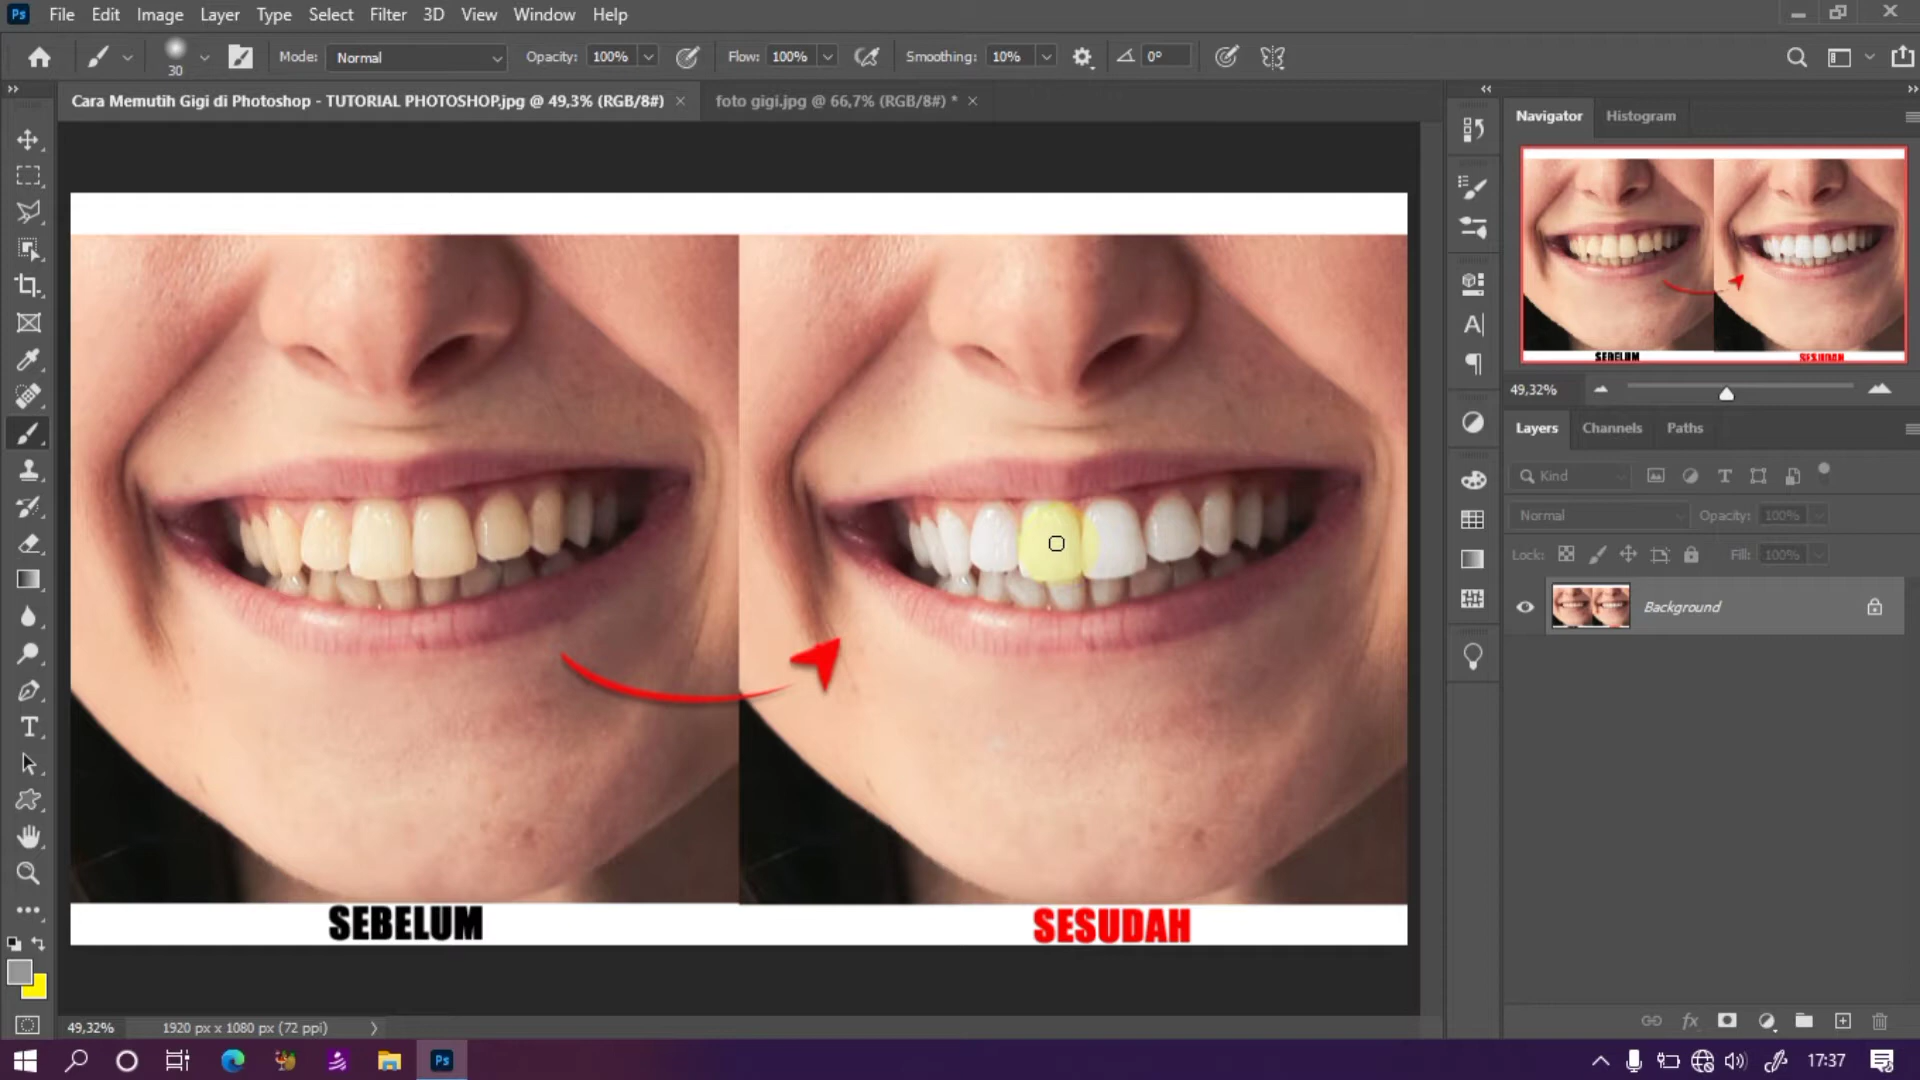 Ps File Edit Image Layer Type Select Filter 3D View Window Help
30 Mode: Normal Opacity: 100% Flow: 100% Smoothing: 10% 0°
Cara Memutih Gigi di Photoshop - TUTORIAL PHOTOSHOP.jpg @ 49,3% (RGB/8#) × foto gigi.jpg @ 66,7% (RGB/8#) * ×
Navigator Histogram
SEBELUM SESUDAH
49,32%
Layers Channels Paths
Kind
Normal Opacity: 100%
Lock: Fill: 100%
Background
SEBELUM SESUDAH
49,32% 1920 px x 1080 px (72 ppi)
Ps 17:37